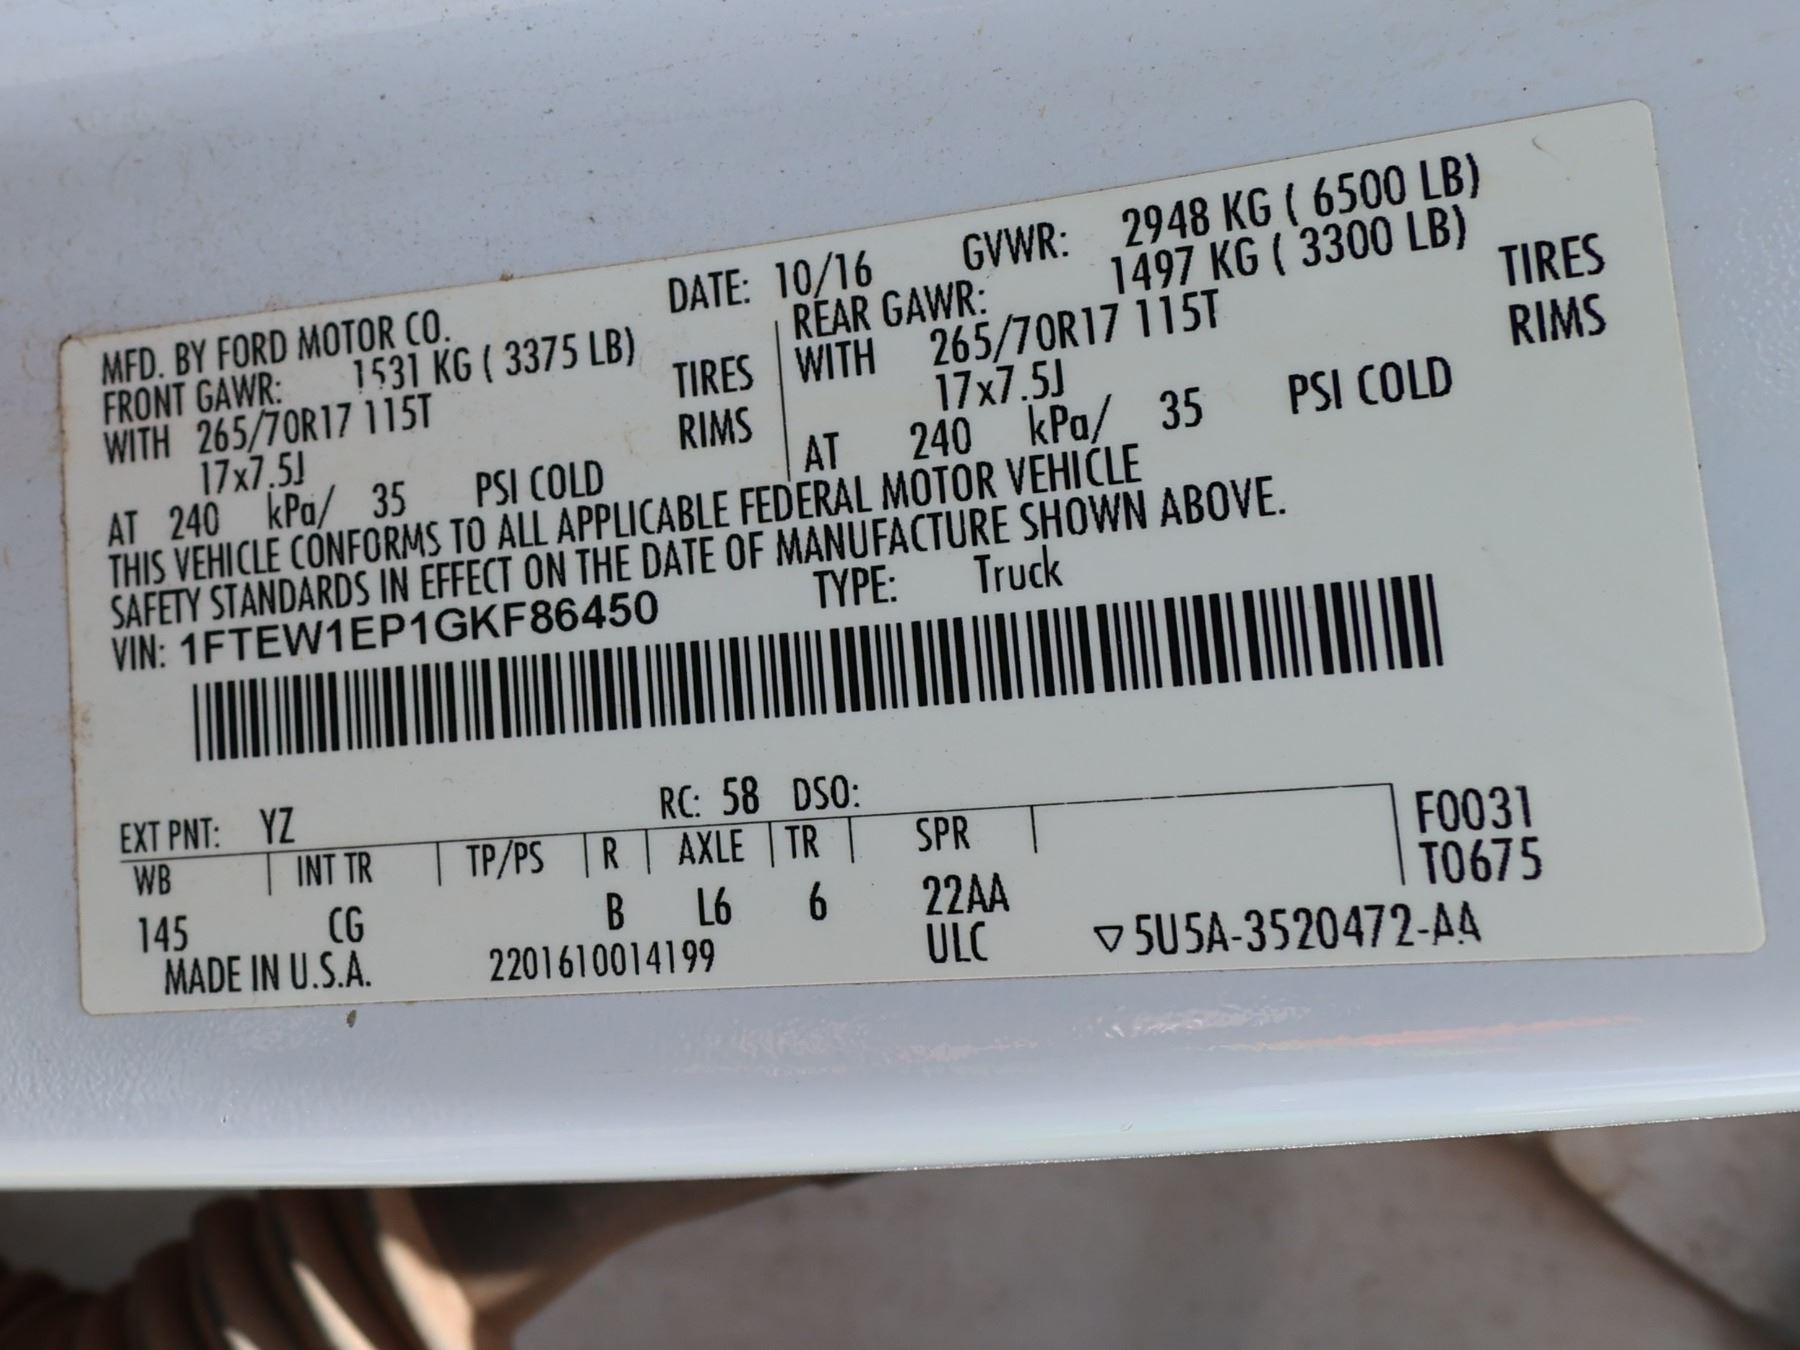 MFD. BY FORD MOTOR CO.
DATE: 10/16 GVWR: 2948 KG ( 6500 LB)
FRONT GAWR: 1531 KG ( 3375 LB)
WITH 265/70R17 115T TIRES
17x7.5J RIMS
AT 240 kPa/ 35 PSI COLD
REAR GAWR: 1497 KG ( 3300 LB)
WITH 265/70R17 115T TIRES
17x7.5J RIMS
AT 240 kPa/ 35 PSI COLD
THIS VEHICLE CONFORMS TO ALL APPLICABLE FEDERAL MOTOR VEHICLE
SAFETY STANDARDS IN EFFECT ON THE DATE OF MANUFACTURE SHOWN ABOVE.
VIN: 1FTEW1EP1GKF86450 TYPE: Truck
EXT PNT: YZ RC: 58 DSO:
WB INT TR TP/PS R AXLE TR SPR F0031
T0675
145 CG B L6 6 22AA
MADE IN U.S.A. 2201610014199 ULC ▽5U5A-3520472-AA